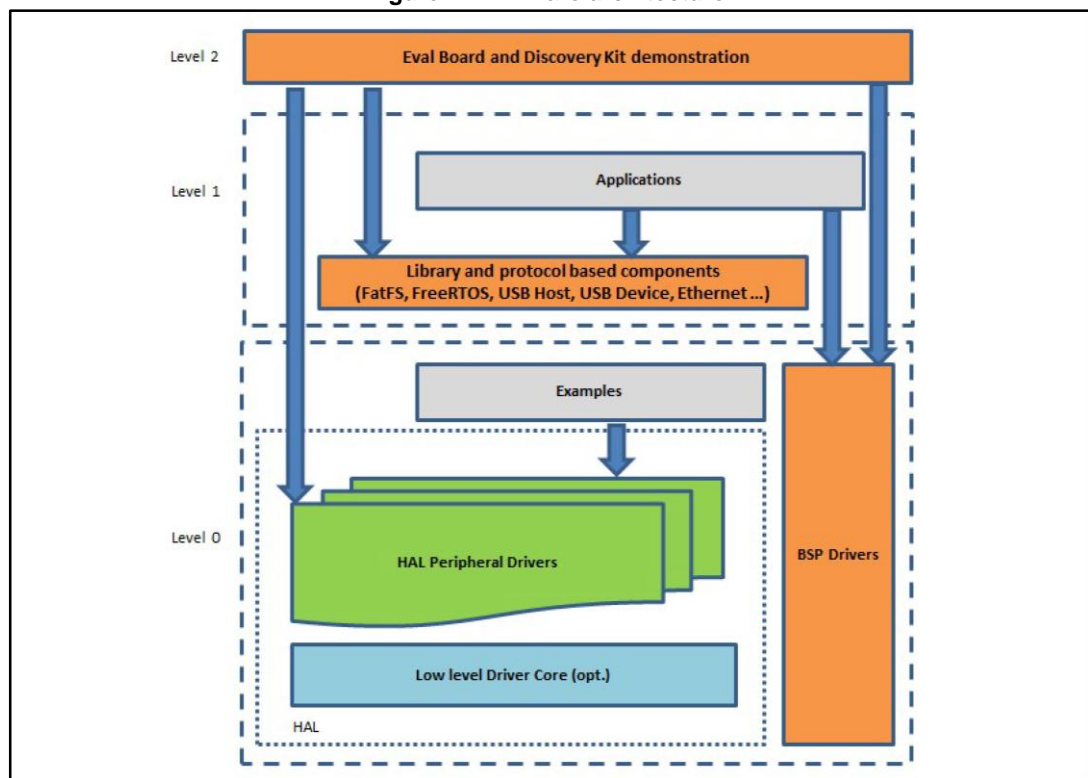 Level 2
Eval Board and Discovery Kit demonstration
Level 1
Applications
Library and protocol based components
(FatFS, FreeRTOS, USB Host, USB Device, Ethernet ...)
Examples
Level 0
HAL Peripheral Drivers
BSP Drivers
Low level Driver Core (opt.)
HAL